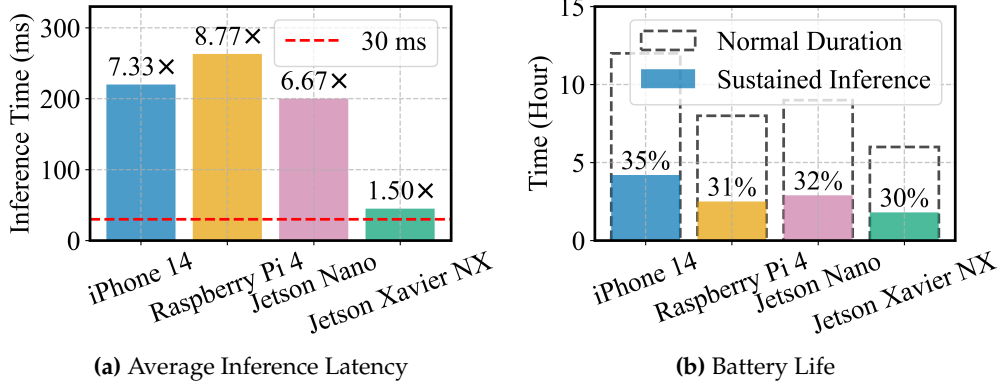 Inference Time (ms)
300
200
100
0
30 ms
7.33×
8.77×
6.67×
1.50×
iPhone 14
Raspberry Pi 4
Jetson Nano
Jetson Xavier NX
(a) Average Inference Latency
Time (Hour)
15
10
5
0
Normal Duration
Sustained Inference
35%
31%
32%
30%
iPhone 14
Raspberry Pi 4
Jetson Nano
Jetson Xavier NX
(b) Battery Life